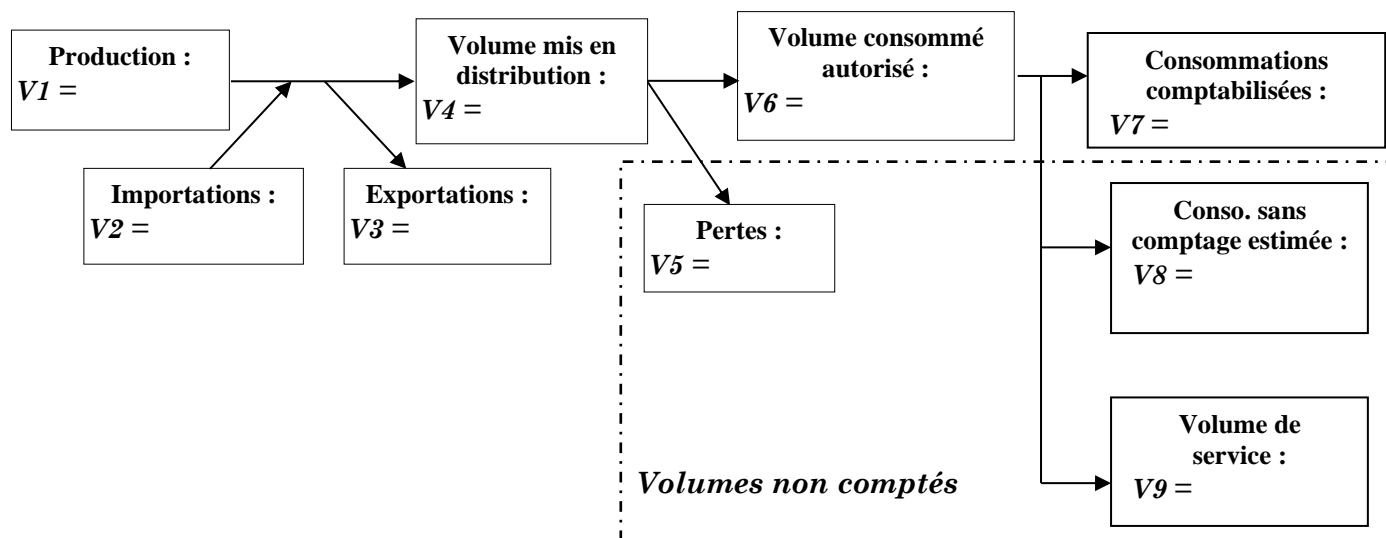 Production :
V1 =
Volume mis en
distribution :
V4 =
Volume consommé
autorisé :
V6 =
Consommations
comptabilisées :
V7 =
Importations :
V2 =
Exportations :
V3 =
Pertes :
V5 =
Conso. sans
comptage estimée :
V8 =
Volume de
service :
V9 =
Volumes non comptés